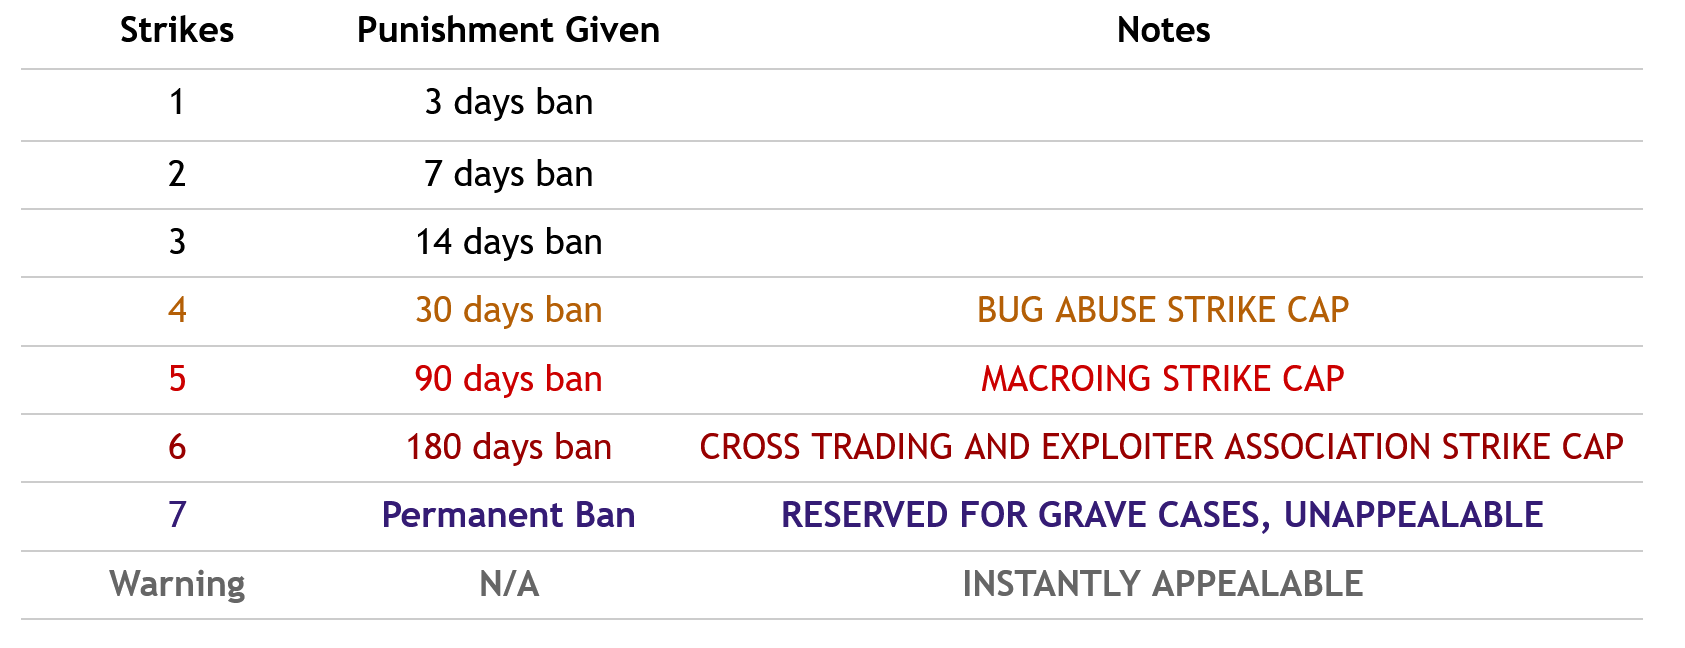 Strikes Punishment Given Notes
1 3 days ban
2 7 days ban
3 14 days ban
4 30 days ban BUG ABUSE STRIKE CAP
5 90 days ban MACROING STRIKE CAP
6 180 days ban CROSS TRADING AND EXPLOITER ASSOCIATION STRIKE CAP
7 Permanent Ban RESERVED FOR GRAVE CASES, UNAPPEALABLE
Warning N/A INSTANTLY APPEALABLE